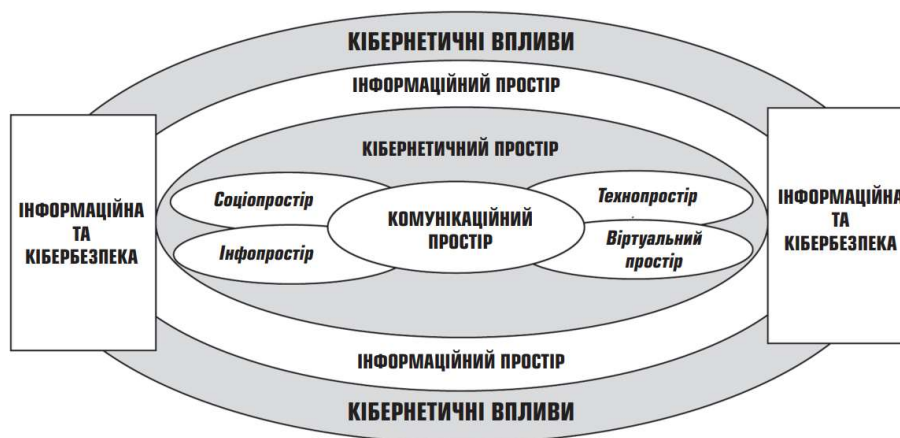 КІБЕРНЕТИЧНІ ВПЛИВИ
ІНФОРМАЦІЙНИЙ ПРОСТІР
КІБЕРНЕТИЧНИЙ ПРОСТІР
ІНФОРМАЦІЙНА
ТА
КІБЕРБЕЗПЕКА
Соціопростір
Інфопростір
КОМУНІКАЦІЙНИЙ
ПРОСТІР
Технопростір
Віртуальний
простір
ІНФОРМАЦІЙНА
ТА
КІБЕРБЕЗПЕКА
ІНФОРМАЦІЙНИЙ ПРОСТІР
КІБЕРНЕТИЧНІ ВПЛИВИ